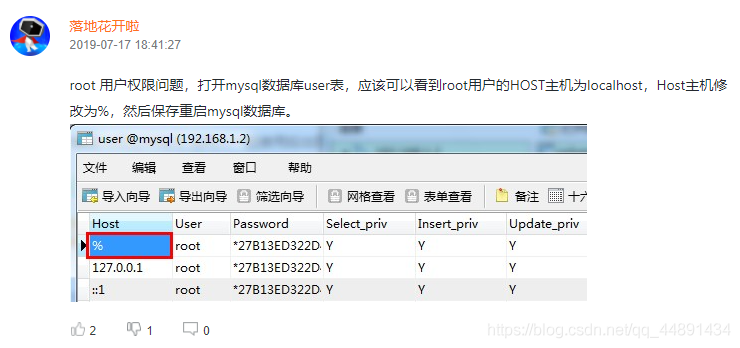 落地花开啦
2019-07-17 18:41:27
root 用户权限问题，打开mysql数据库user表，应该可以看到root用户的HOST主机为localhost，Host主机修
改为%，然后保存重启mysql数据库。
user @mysql (192.168.1.2)
文件 编辑 查看 窗口 帮助
导入向导 导出向导 筛选向导 网格查看 表单查看 备注 十六
Host User Password Select_priv Insert_priv Update_priv
% root *27B13ED322D Y Y Y
127.0.0.1 root *27B13ED322D Y Y Y
::1 root *27B13ED322D Y Y Y
2 1 0
https://blog.csdn.net/qq_44891434